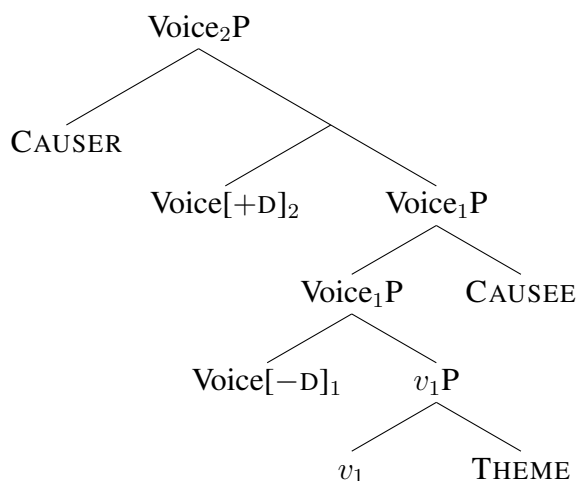 Voice₂P
CAUSER
Voice[+D]₂ Voice₁P
Voice₁P CAUSEE
Voice[−D]₁ v₁P
v₁ THEME